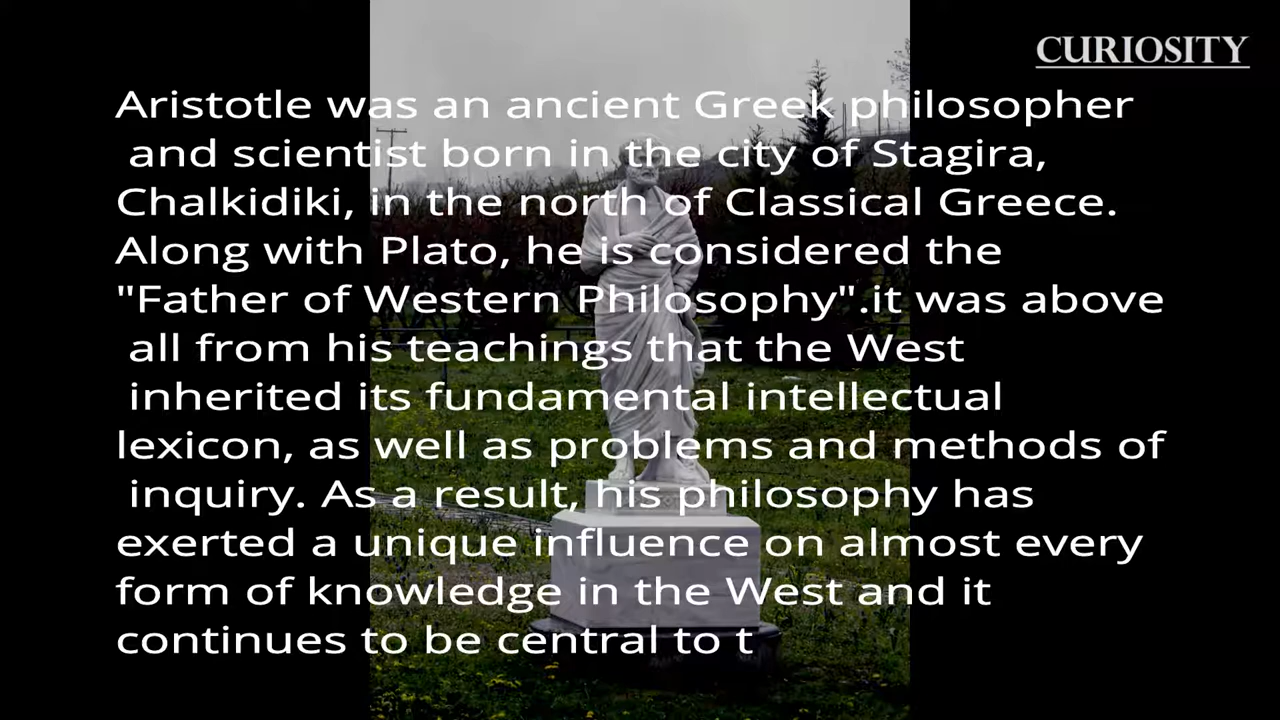 CURIOSITY
Aristotle was an ancient Greek philosopher
and scientist born in the city of Stagira,
Chalkidiki, in the north of Classical Greece.
Along with Plato, he is considered the
"Father of Western Philosophy".it was above
all from his teachings that the West
inherited its fundamental intellectual
lexicon, as well as problems and methods of
inquiry. As a result, his philosophy has
exerted a unique influence on almost every
form of knowledge in the West and it
continues to be central to t